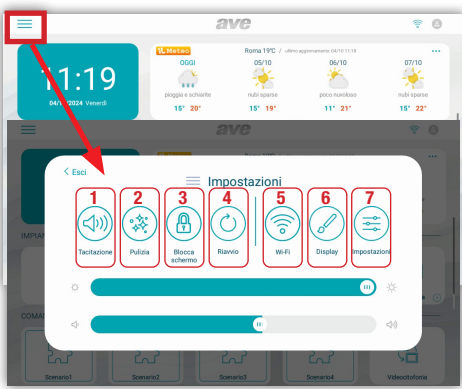 ave
11:19
04/10/2024 Venerdì
iL Meteo
Roma 19°C / ultimo aggiornamento: 04/10 11:18
OGGI
05/10
06/10
07/10
pioggia e schiarite
nubi sparse
poco nuvoloso
nubi sparse
15° 20°
15° 19°
11° 21°
15° 22°
ave
Esci
Impostazioni
1
2
3
4
5
6
7
Tacitazione
Pulizia
Blocca
schermo
Riavvio
Wi-Fi
Display
Impostazioni
IMPIAN
COMA
Scenario1
Scenario2
Scenario3
Scenario4
Videocitofonia